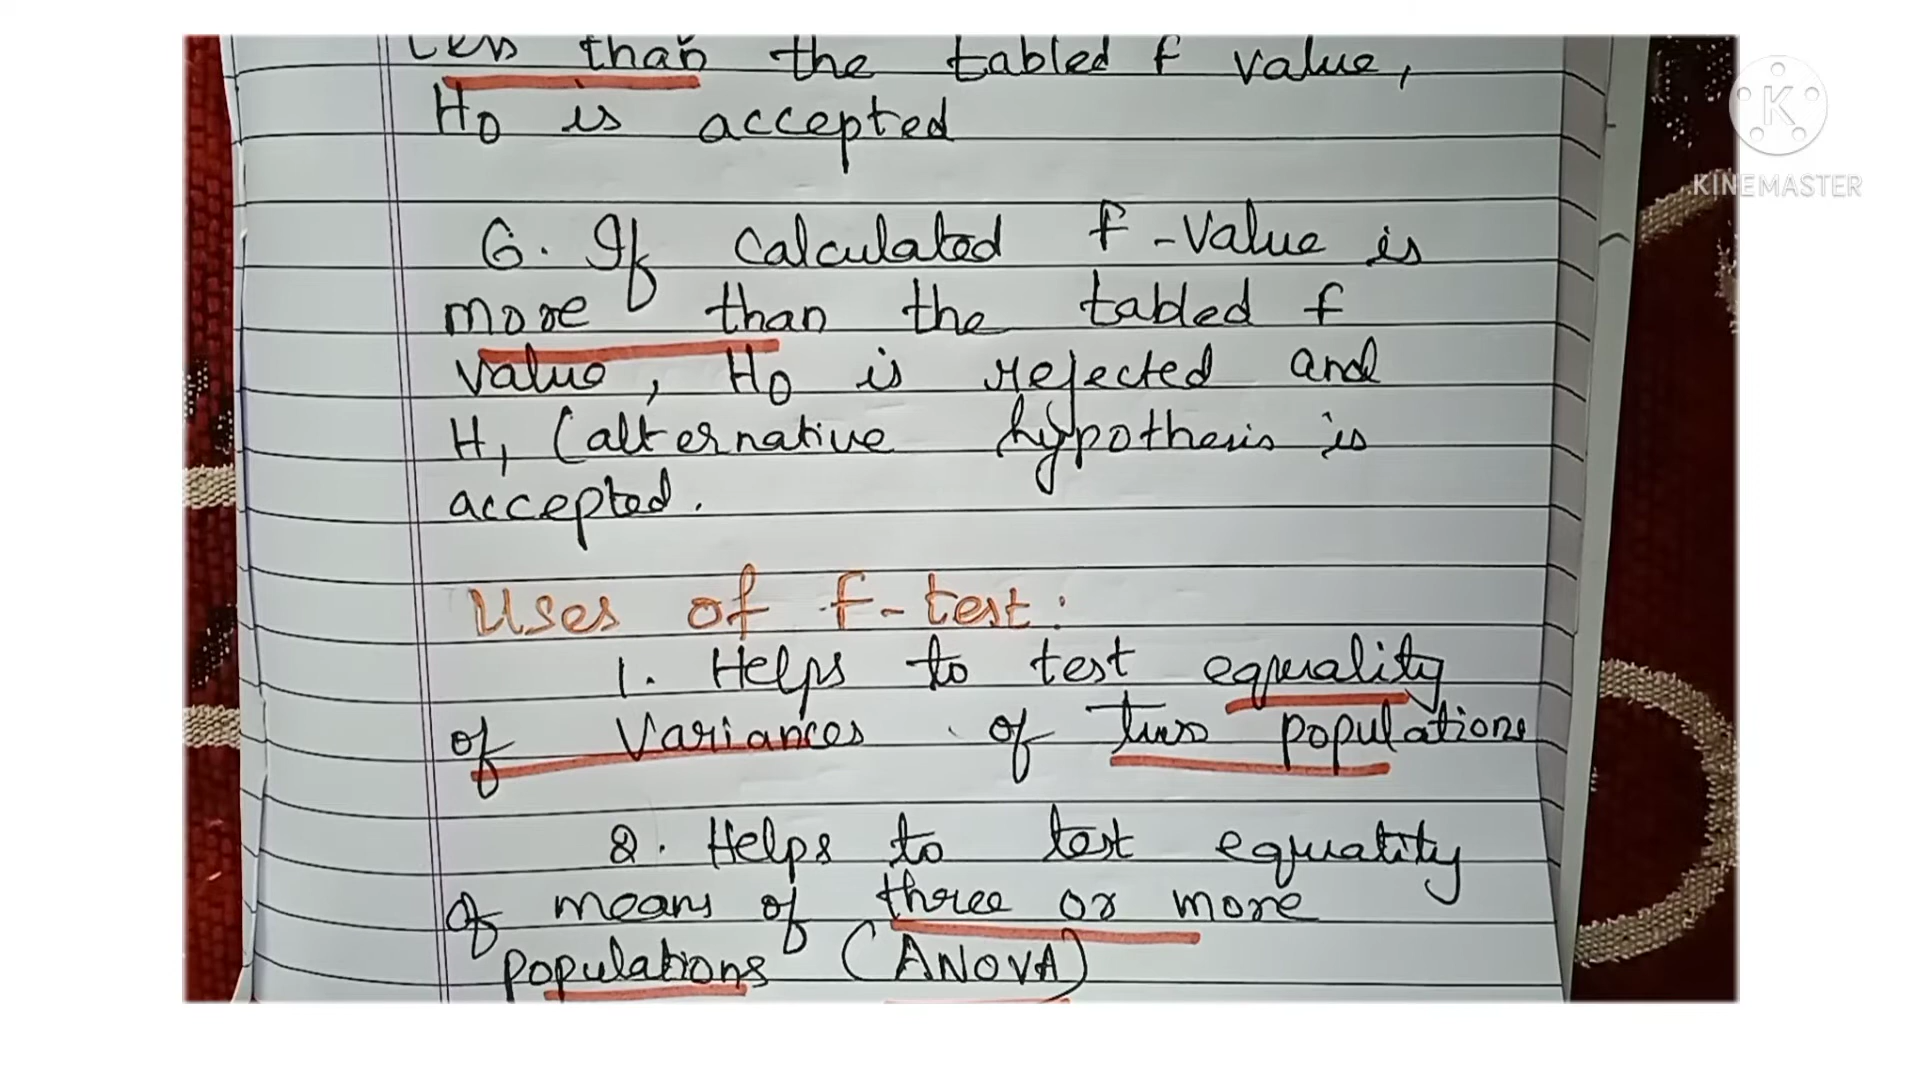 less than the tabled f value,
H0 is accepted
6. If calculated f-value is
more than the tabled f
value, H0 is rejected and
H1 (alternative hypothesis is
accepted.
Uses of f-test:
1. Helps to test equality
of variances of two populations
2. Helps to test equality
of means of three or more
populations (ANOVA)
K
KINEMASTER